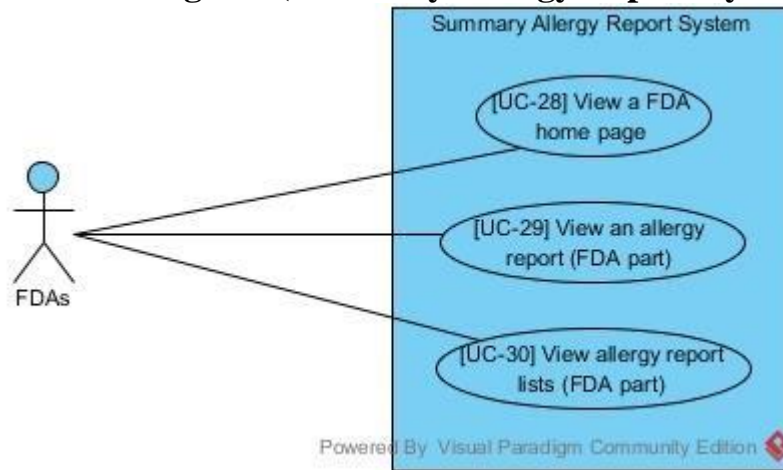 Summary Allergy Report System
[UC-28] View a FDA
home page
[UC-29] View an allergy
report (FDA part)
FDAs
[UC-30] View allergy report
lists (FDA part)
Powered By Visual Paradigm Community Edition